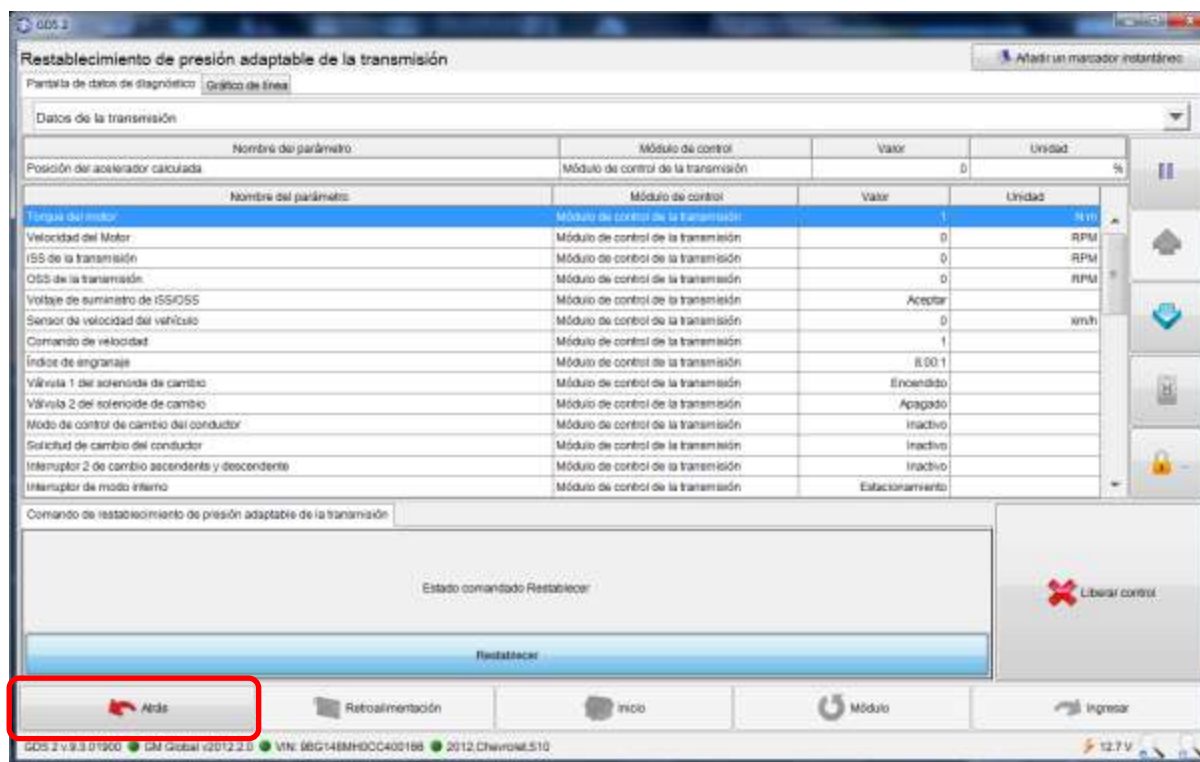 GDS 2
Restablecimiento de presión adaptable de la transmisión
Añadir un marcador instantáneo
Pantalla de datos de diagnóstico Gráfico de línea
Datos de la transmisión
Nombre del parámetro Módulo de control Valor Unidad
Posición del acelerador calculada Módulo de control de la transmisión 0 %
Nombre del parámetro Módulo de control Valor Unidad
Torque del motor Módulo de control de la transmisión 1 N m
Velocidad del Motor Módulo de control de la transmisión 0 RPM
ISS de la transmisión Módulo de control de la transmisión 0 RPM
OSS de la transmisión Módulo de control de la transmisión 0 RPM
Voltaje de suministro de ISS/OSS Módulo de control de la transmisión Aceptar
Sensor de velocidad del vehículo Módulo de control de la transmisión 0 km/h
Comando de velocidad Módulo de control de la transmisión 1
Índice de engranaje Módulo de control de la transmisión 8.00:1
Válvula 1 del solenoide de cambio Módulo de control de la transmisión Encendido
Válvula 2 del solenoide de cambio Módulo de control de la transmisión Apagado
Modo de control de cambio del conductor Módulo de control de la transmisión Inactivo
Solicitud de cambio del conductor Módulo de control de la transmisión Inactivo
Interruptor 2 de cambio ascendente y descendente Módulo de control de la transmisión Inactivo
Interruptor de modo interno Módulo de control de la transmisión Estacionamiento
Comando de restablecimiento de presión adaptable de la transmisión
Estado comandado Restablecer
Liberar control
Restablecer
Atrás Retroalimentación Inicio Módulo Ingresar
GDS 2 v.9.3.01900 GM Global v2012.2.0 VIN: 2012,Chevrolet,S10 12.7 V